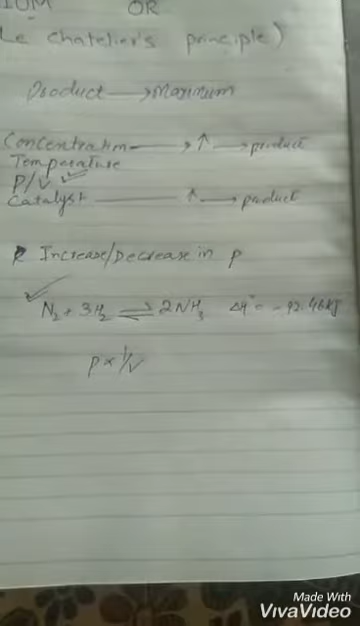 IUM OR
Le chatelier's principle)
Product → Maximum
Concentration → ↑ → product
Temperature
P/V ✓
Catalyst — ↑ → product
Increase/Decrease in P
N₂ + 3H₂ ⇌ 2NH₃ ΔH° = -92.46kJ
P ∝ 1/V
Made With
VivaVideo